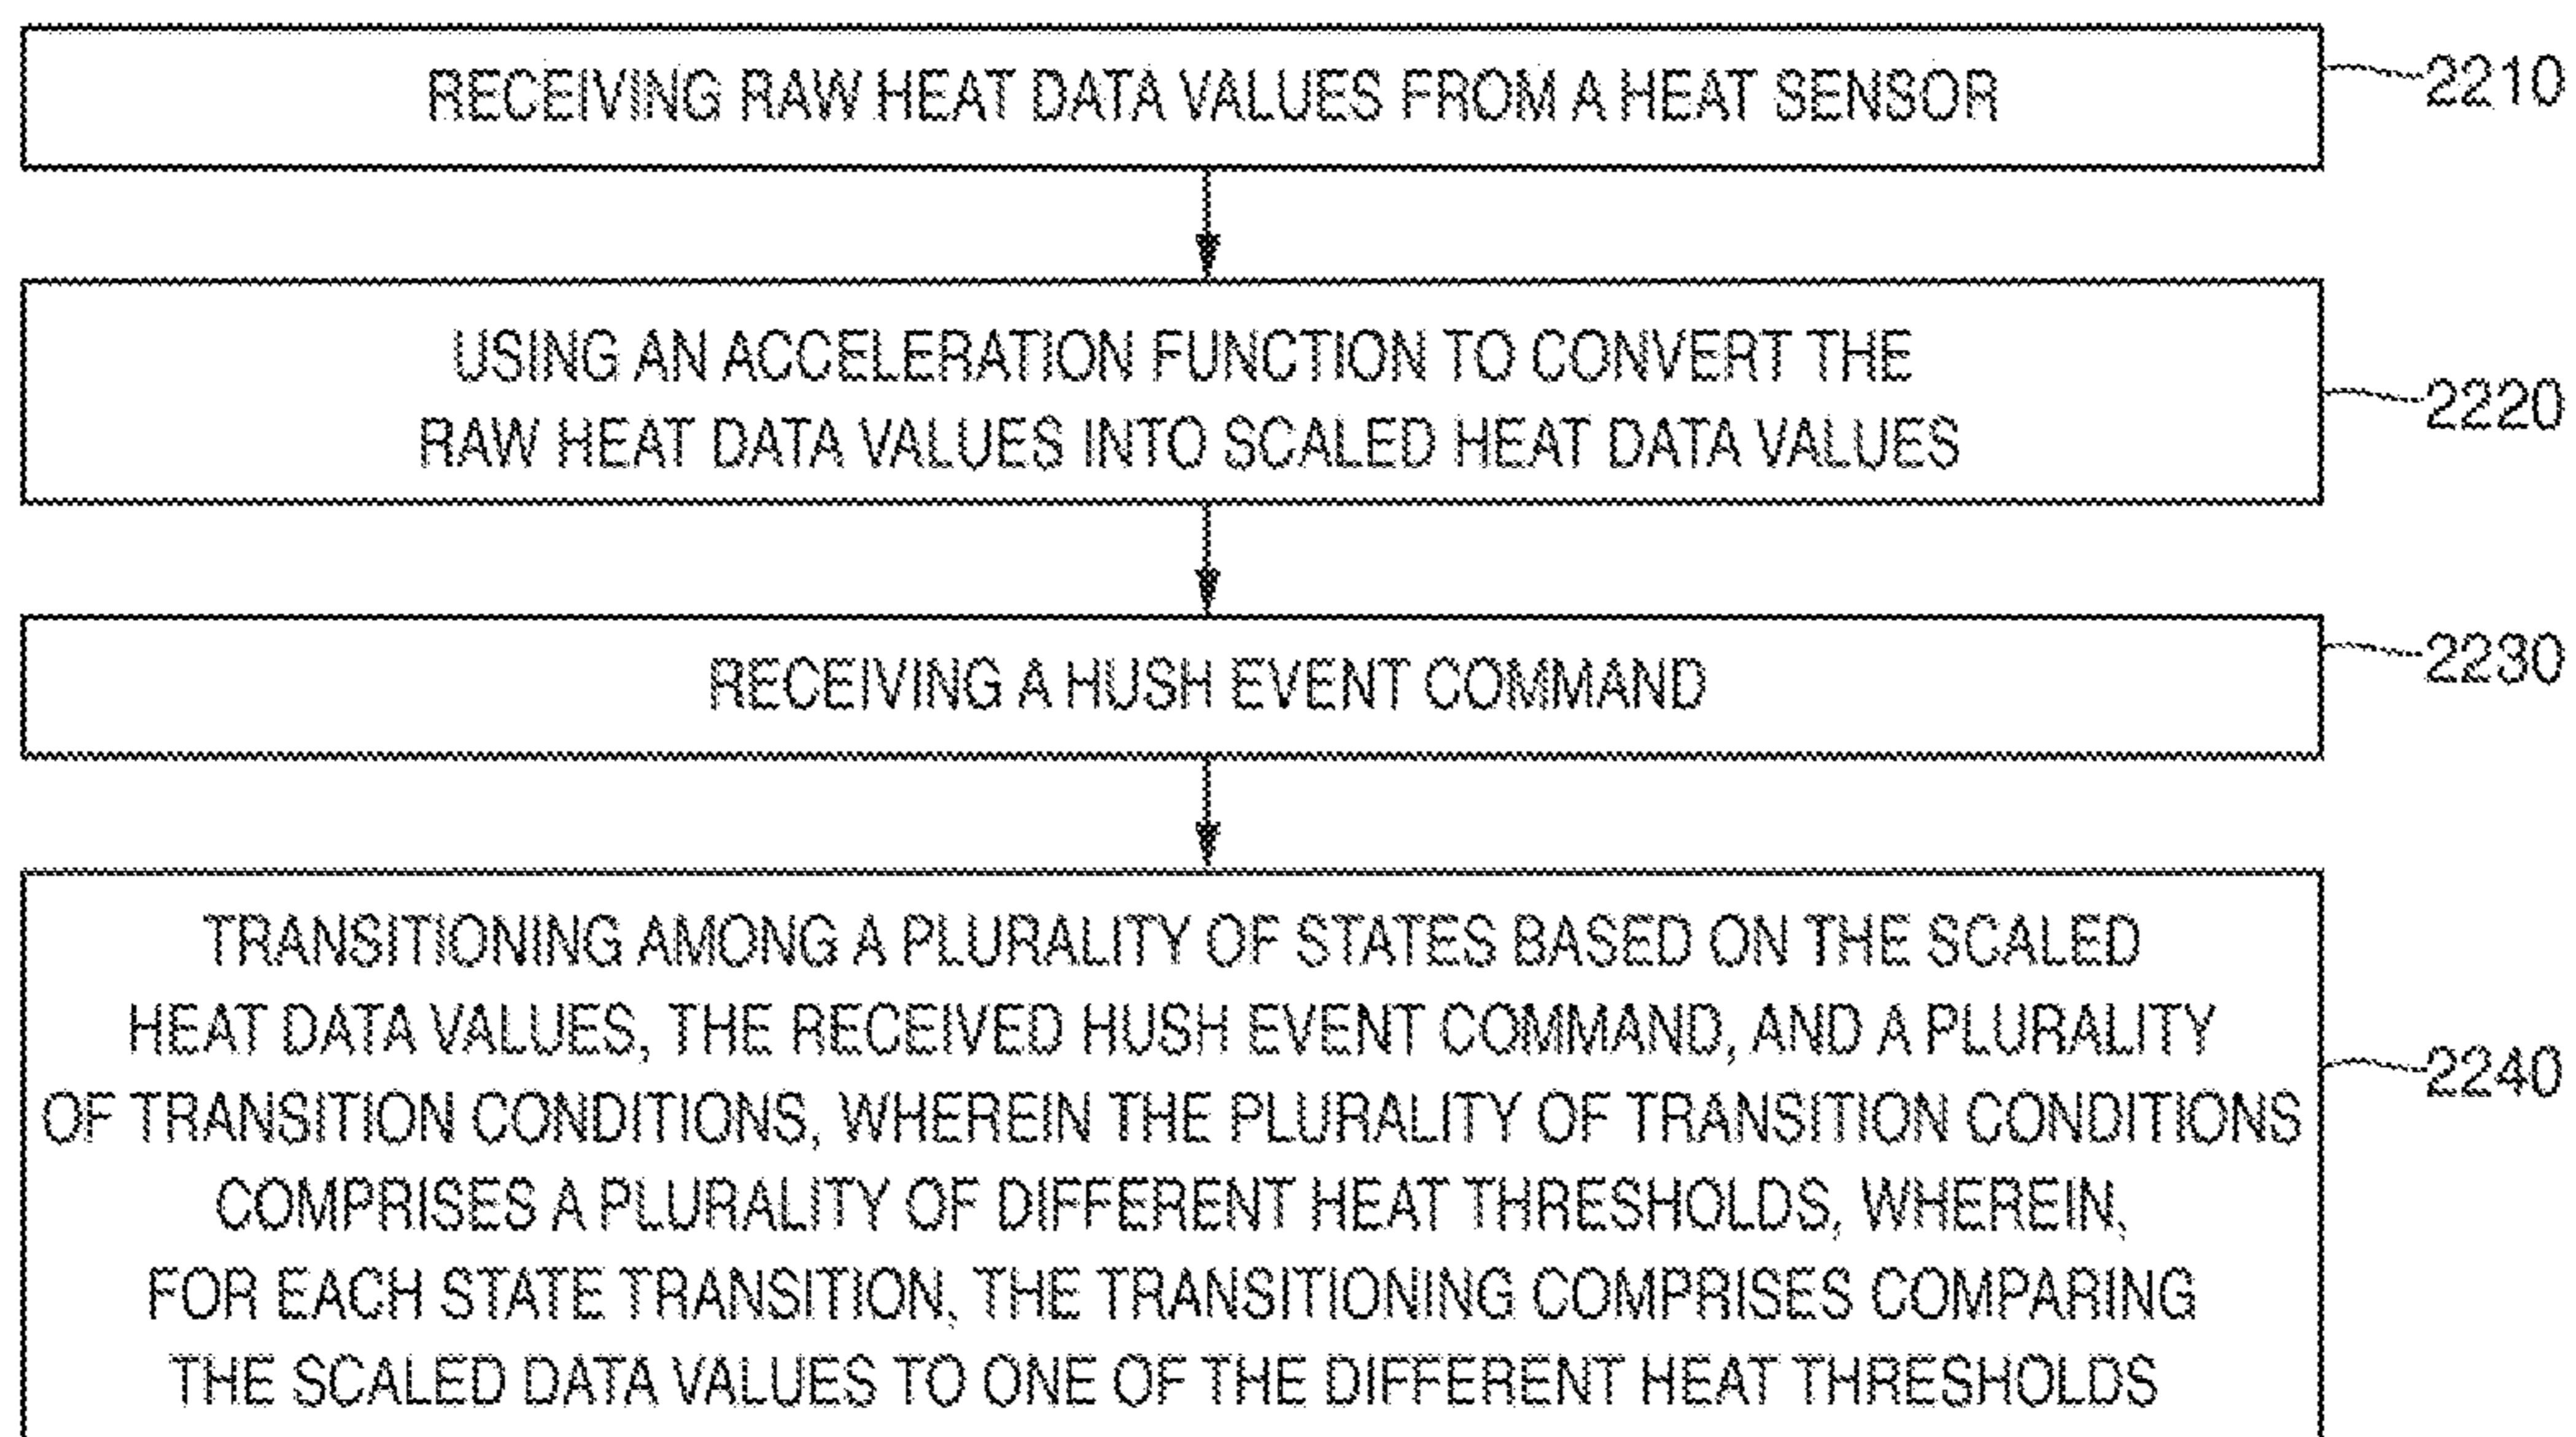 RECEIVING RAW HEAT DATA VALUES FROM A HEAT SENSOR
2210
USING AN ACCELERATION FUNCTION TO CONVERT THE
RAW HEAT DATA VALUES INTO SCALED HEAT DATA VALUES
2220
RECEIVING A HUSH EVENT COMMAND
2230
TRANSITIONING AMONG A PLURALITY OF STATES BASED ON THE SCALED
HEAT DATA VALUES, THE RECEIVED HUSH EVENT COMMAND, AND A PLURALITY
OF TRANSITION CONDITIONS, WHEREIN THE PLURALITY OF TRANSITION CONDITIONS
COMPRISES A PLURALITY OF DIFFERENT HEAT THRESHOLDS, WHEREIN,
FOR EACH STATE TRANSITION, THE TRANSITIONING COMPRISES COMPARING
THE SCALED DATA VALUES TO ONE OF THE DIFFERENT HEAT THRESHOLDS
2240